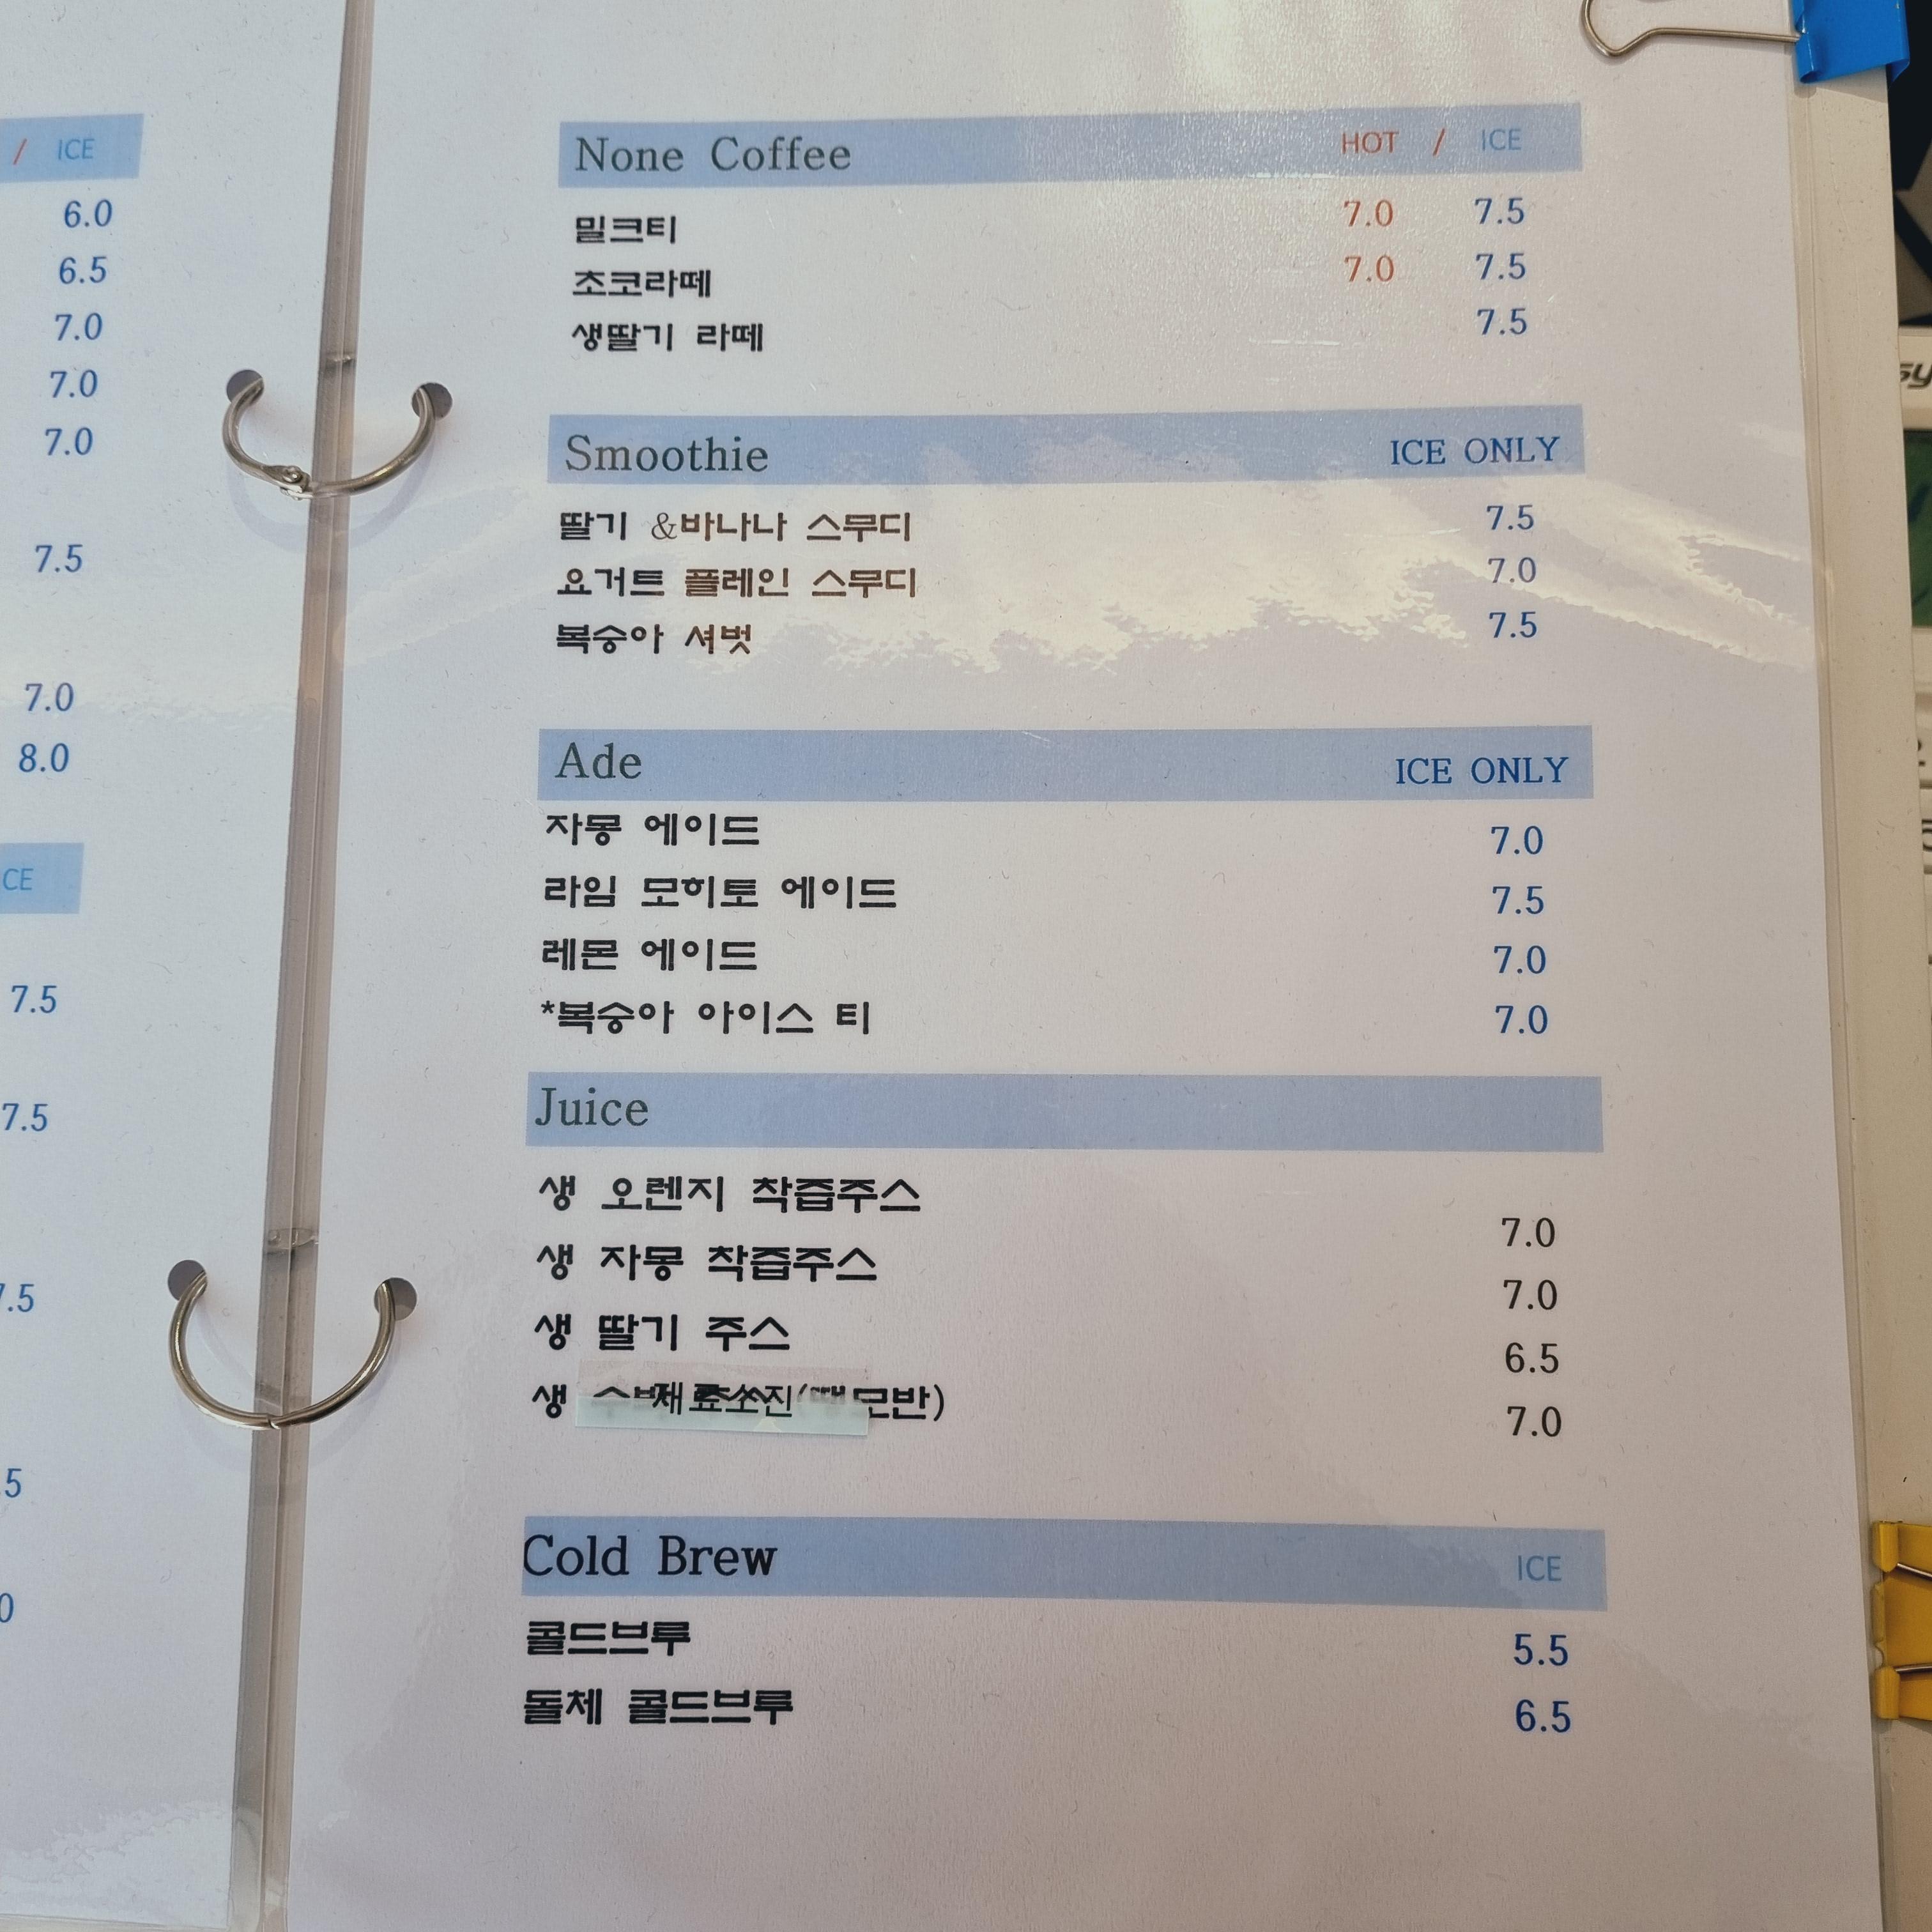 / ICE
6.0
6.5
7.0
7.0
7.0
7.5
7.0
8.0
CE
7.5
7.5
7.5
.5
0
None Coffee HOT / ICE
밀크티 7.0 7.5
초코라떼 7.0 7.5
생딸기 라떼 7.5
Smoothie ICE ONLY
딸기 &바나나 스무디 7.5
요거트 플레인 스무디 7.0
복숭아 셔벗 7.5
Ade ICE ONLY
자몽 에이드 7.0
라임 모히토 에이드 7.5
레몬 에이드 7.0
*복숭아 아이스 티 7.0
Juice
생 오렌지 착즙주스 7.0
생 자몽 착즙주스 7.0
생 딸기 주스 6.5
생 재료소진 모반) 7.0
Cold Brew ICE
콜드브루 5.5
돌체 콜드브루 6.5